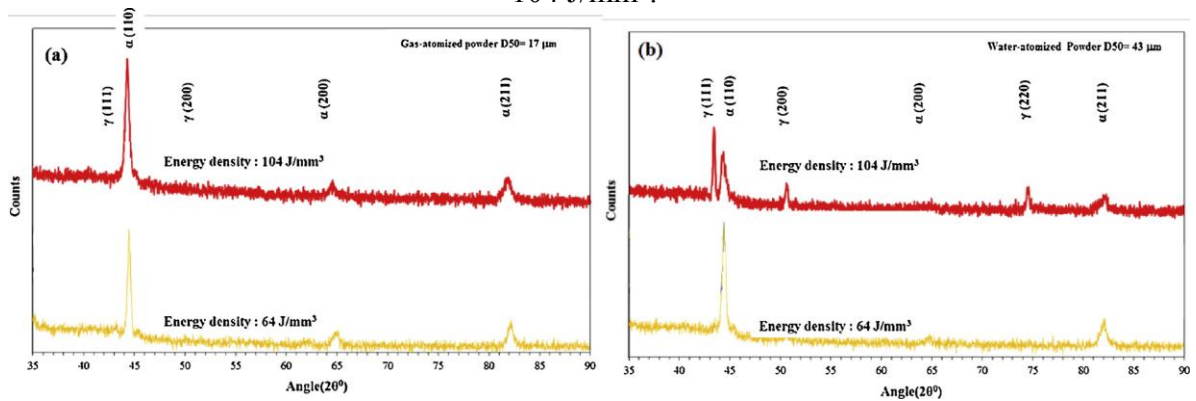 104 J/mm³.
(a)
α (110)
Gas-atomized powder D50= 17 µm
γ (111)
γ (200)
α (200)
α(211)
Energy density : 104 J/mm³
Counts
Energy density : 64 J/mm³
35 40 45 50 55 60 65 70 75 80 85 90
Angle(2θ⁰)
(b)
Water-atomized Powder D50= 43 µm
γ (111)
α (110)
γ (200)
α (200)
γ (220)
α(211)
Energy density : 104 J/mm³
Counts
Energy density : 64 J/mm³
35 40 45 50 55 60 65 70 75 80 85 90
Angle(2θ⁰)